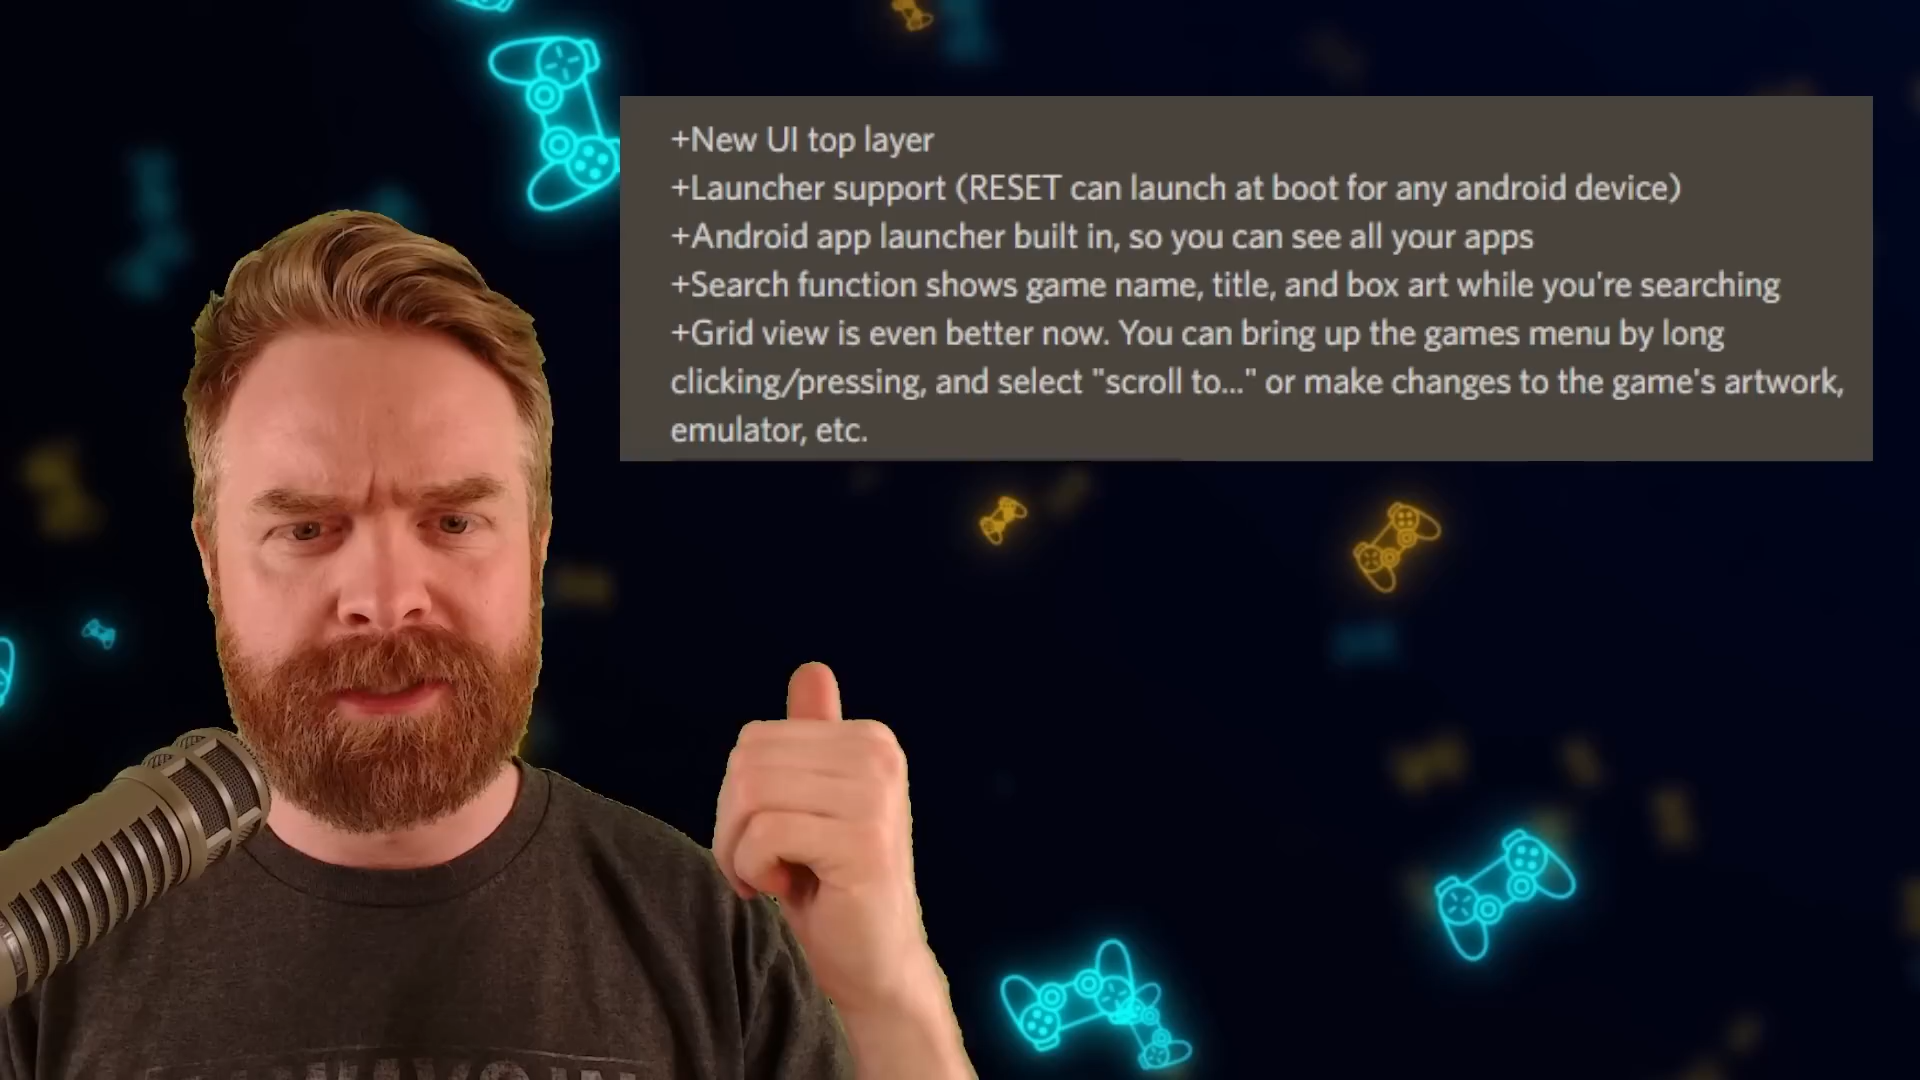 +New UI top layer
+Launcher support (RESET can launch at boot for any android device)
+Android app launcher built in, so you can see all your apps
+Search function shows game name, title, and box art while you're searching
+Grid view is even better now. You can bring up the games menu by long
clicking/pressing, and select "scroll to..." or make changes to the game's artwork,
emulator, etc.